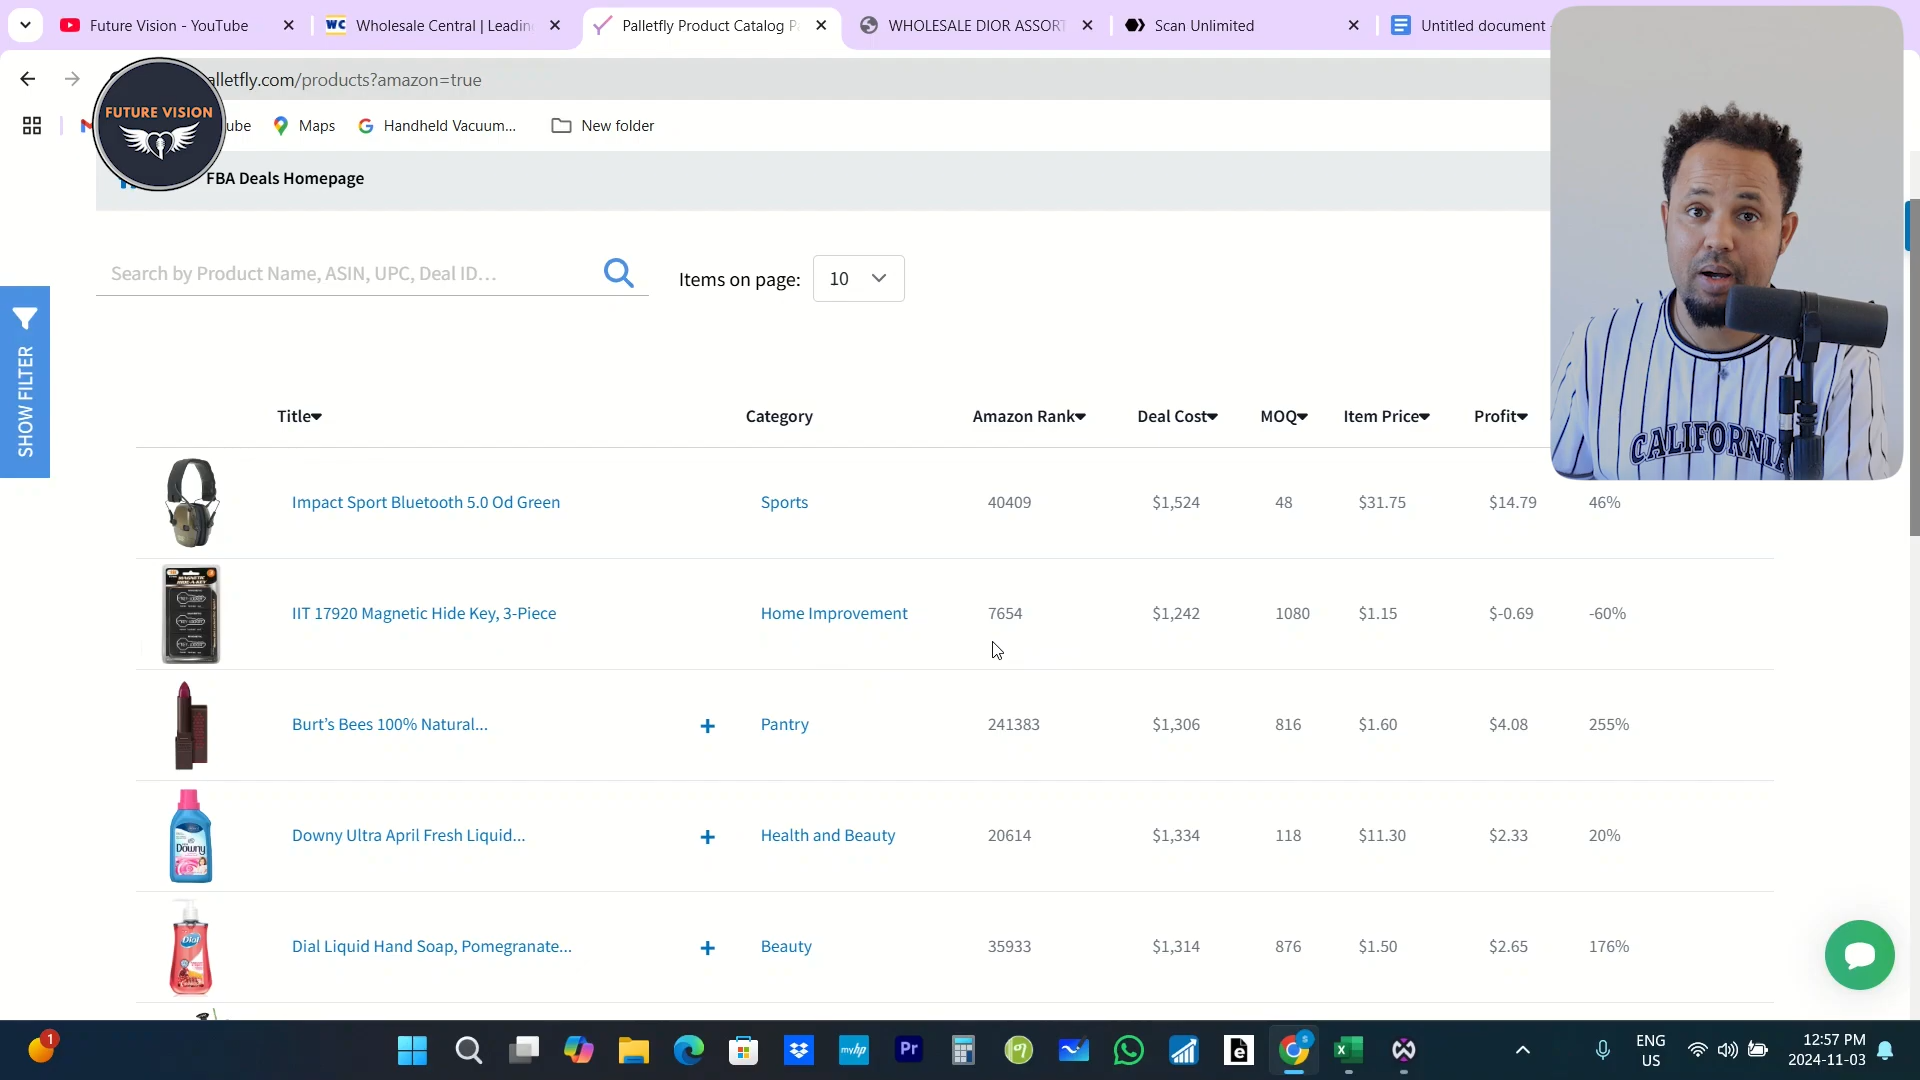 Future Vision - YouTube
Wholesale Central | Leadin
Palletfly Product Catalog Pa
WHOLESALE DIOR ASSORT
Scan Unlimited
Untitled document
alletfly.com/products?amazon=true
ube
Maps
Handheld Vacuum...
New folder
FUTURE VISION
FBA Deals Homepage
Search by Product Name, ASIN, UPC, Deal ID...
Items on page:
10
SHOW FILTER
Title
Category
Amazon Rank
Deal Cost
MOQ
Item Price
Profit
CALIFORNIA
Impact Sport Bluetooth 5.0 Od Green
Sports
40409
$1,524
48
$31.75
$14.79
46%
IIT 17920 Magnetic Hide Key, 3-Piece
Home Improvement
7654
$1,242
1080
$1.15
$-0.69
-60%
Burt's Bees 100% Natural...
+
Pantry
241383
$1,306
816
$1.60
$4.08
255%
Downy
Downy Ultra April Fresh Liquid...
+
Health and Beauty
20614
$1,334
118
$11.30
$2.33
20%
Dial
Dial Liquid Hand Soap, Pomegranate...
+
Beauty
35933
$1,314
876
$1.50
$2.65
176%
1
myhp
Pr
ENG
US
12:57 PM
2024-11-03